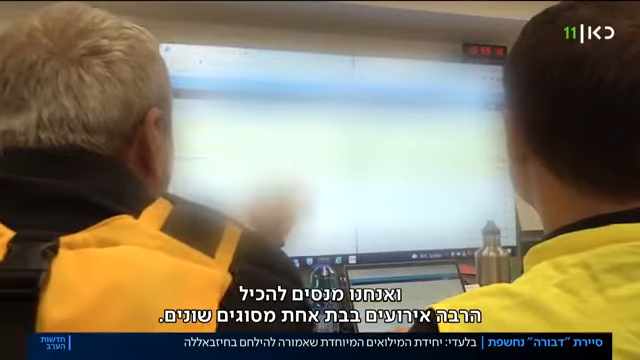 כאן|11
ואנחנו מנסים להכיל
הרבה אירועים בבת אחת מסוגים שונים.
סיירת "דבורה" נחשפת | בלעדי: יחידת המילואים המיוחדת שאמורה להילחם בחיזבאללה
חדשות
הערב